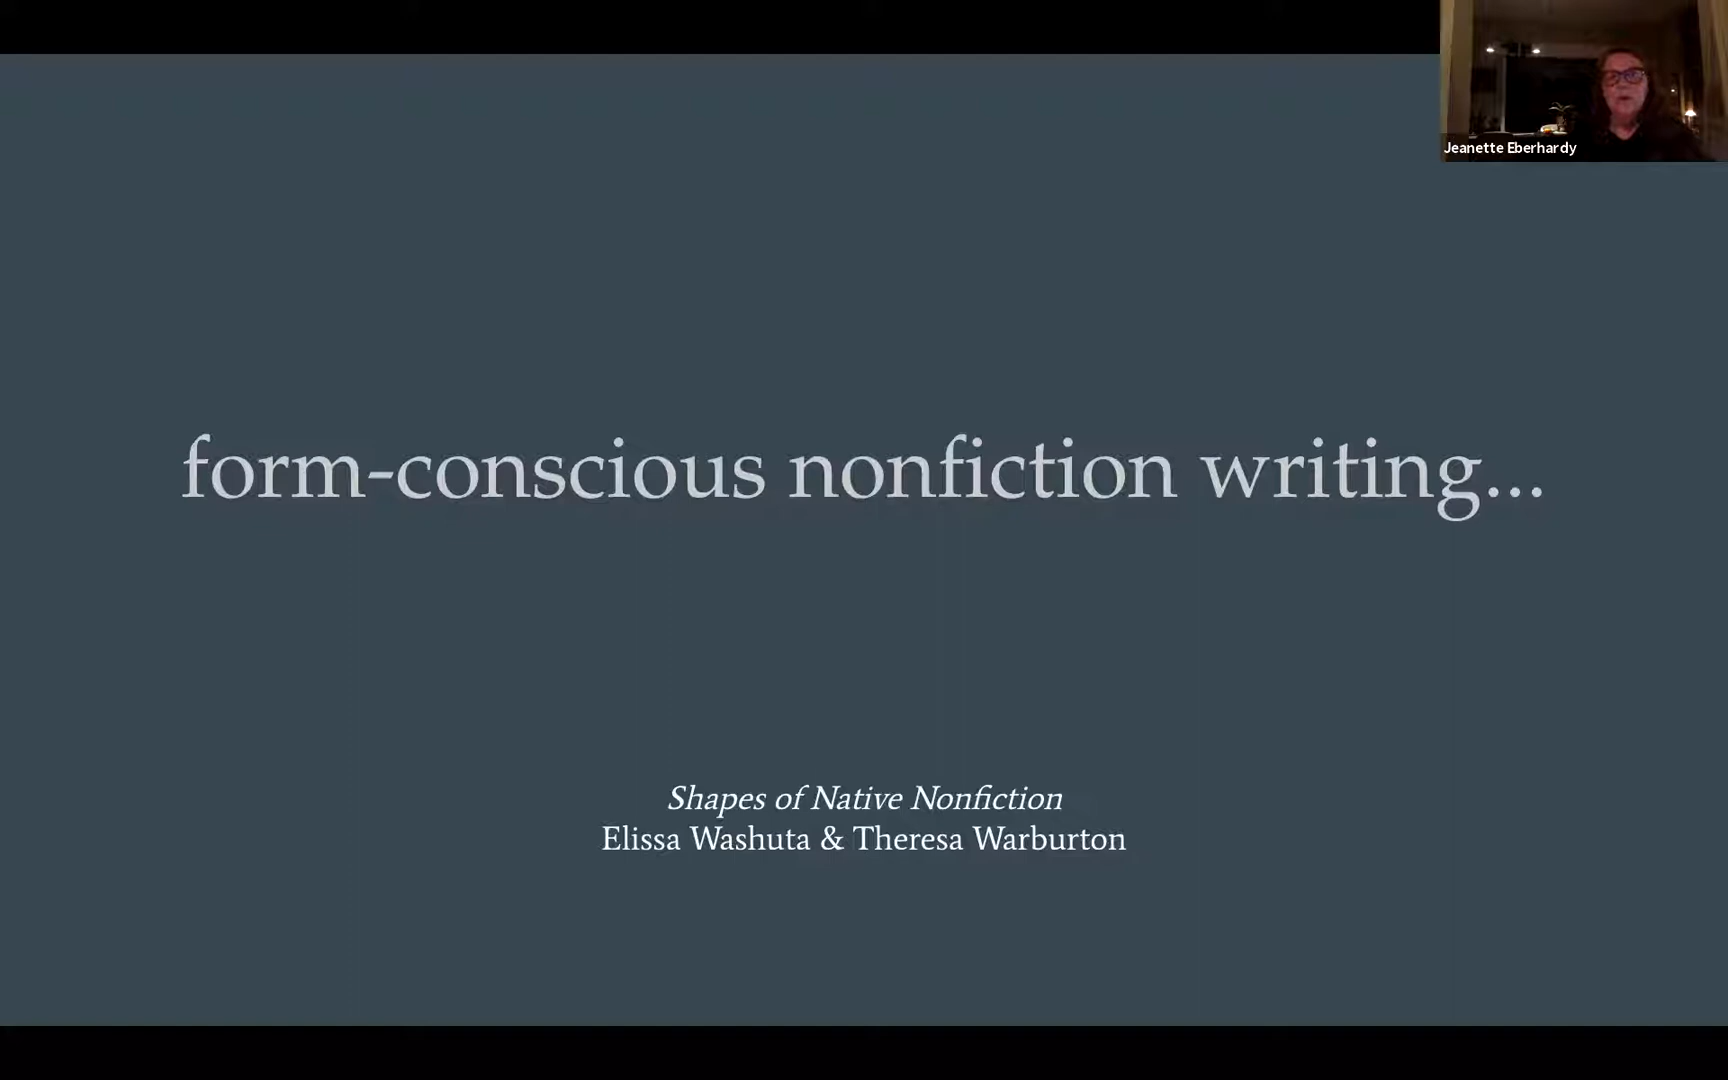 Jeanette Eberhardy
form-conscious nonfiction writing...
Shapes of Native Nonfiction
Elissa Washuta & Theresa Warburton